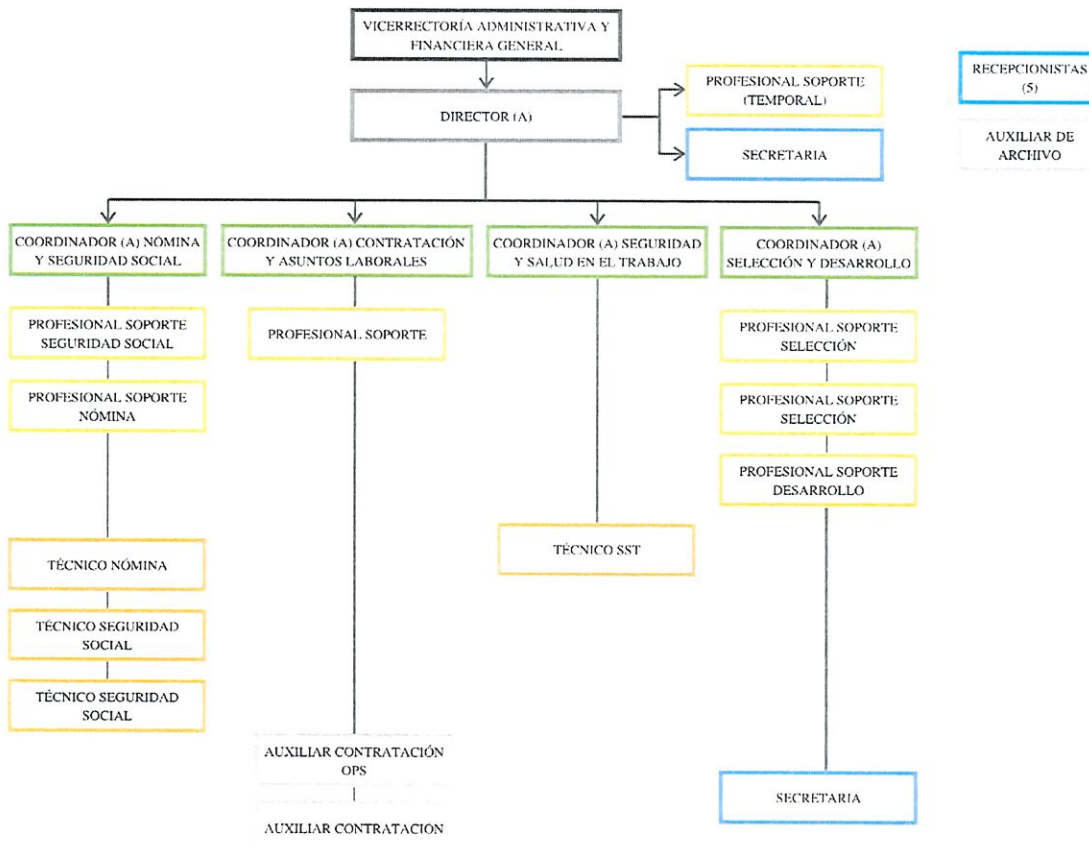 VICERRECTORÍA ADMINISTRATIVA Y
FINANCIERA GENERAL
DIRECTOR (A)
PROFESIONAL SOPORTE
(TEMPORAL)
SECRETARIA
RECEPCIONISTAS
(5)
AUXILIAR DE
ARCHIVO
COORDINADOR (A) NÓMINA
Y SEGURIDAD SOCIAL
PROFESIONAL SOPORTE
SEGURIDAD SOCIAL
PROFESIONAL SOPORTE
NÓMINA
TÉCNICO NÓMINA
TÉCNICO SEGURIDAD
SOCIAL
TÉCNICO SEGURIDAD
SOCIAL
COORDINADOR (A) CONTRATACIÓN
Y ASUNTOS LABORALES
PROFESIONAL SOPORTE
AUXILIAR CONTRATACIÓN
OPS
AUXILIAR CONTRATACIÓN
COORDINADOR (A) SEGURIDAD
Y SALUD EN EL TRABAJO
TÉCNICO SST
COORDINADOR (A)
SELECCIÓN Y DESARROLLO
PROFESIONAL SOPORTE
SELECCIÓN
PROFESIONAL SOPORTE
SELECCIÓN
PROFESIONAL SOPORTE
DESARROLLO
SECRETARIA